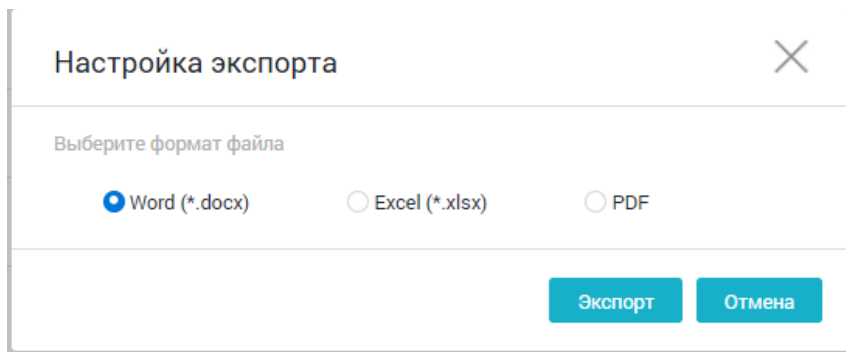 Настройка экспорта
Выберите формат файла
Word (*.docx) Excel (*.xlsx) PDF
Экспорт Отмена